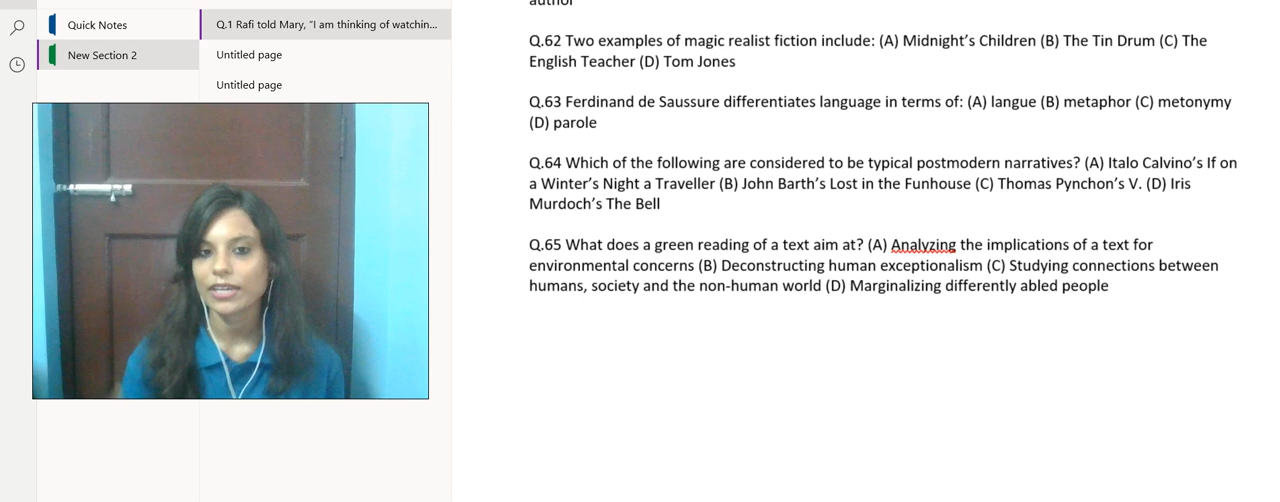 Quick Notes
New Section 2
Q.1 Rafi told Mary, "I am thinking of watchin...
Untitled page
Untitled page
author
Q.62 Two examples of magic realist fiction include: (A) Midnight's Children (B) The Tin Drum (C) The
English Teacher (D) Tom Jones
Q.63 Ferdinand de Saussure differentiates language in terms of: (A) langue (B) metaphor (C) metonymy
(D) parole
Q.64 Which of the following are considered to be typical postmodern narratives? (A) Italo Calvino's If on
a Winter's Night a Traveller (B) John Barth's Lost in the Funhouse (C) Thomas Pynchon's V. (D) Iris
Murdoch's The Bell
Q.65 What does a green reading of a text aim at? (A) Analyzing the implications of a text for
environmental concerns (B) Deconstructing human exceptionalism (C) Studying connections between
humans, society and the non-human world (D) Marginalizing differently abled people